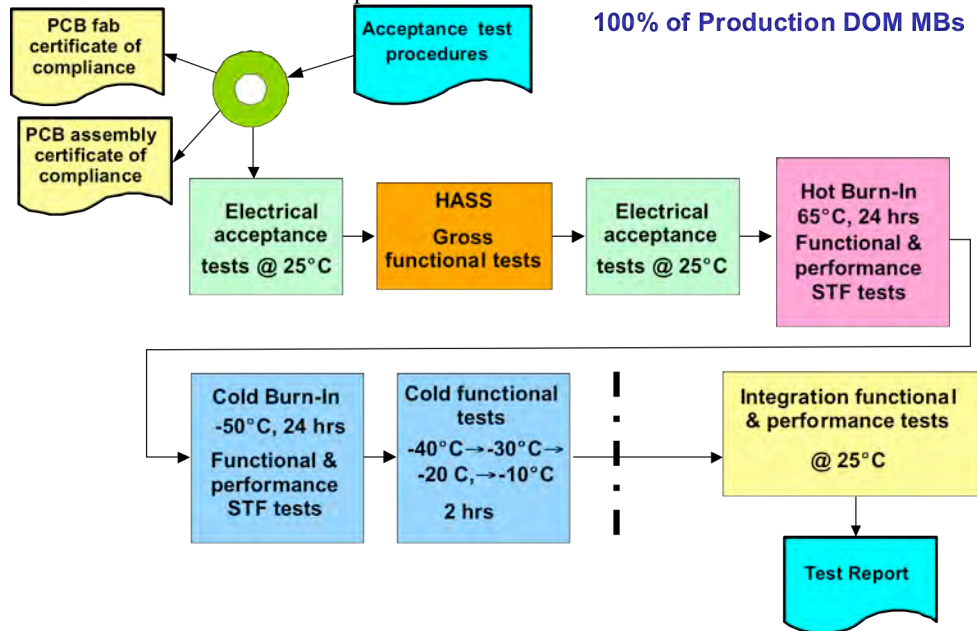 100% of Production DOM MBs
PCB fab
certificate of
compliance
Acceptance test
procedures
PCB assembly
certificate of
compliance
Electrical
acceptance
tests @ 25°C
HASS
Gross
functional tests
Electrical
acceptance
tests @ 25°C
Hot Burn-In
65°C, 24 hrs
Functional &
performance
STF tests
Cold Burn-In
-50°C, 24 hrs
Functional &
performance
STF tests
Cold functional
tests
-40°C→-30°C→
-20 C,→-10°C
2 hrs
Integration functional
& performance tests
@ 25°C
Test Report